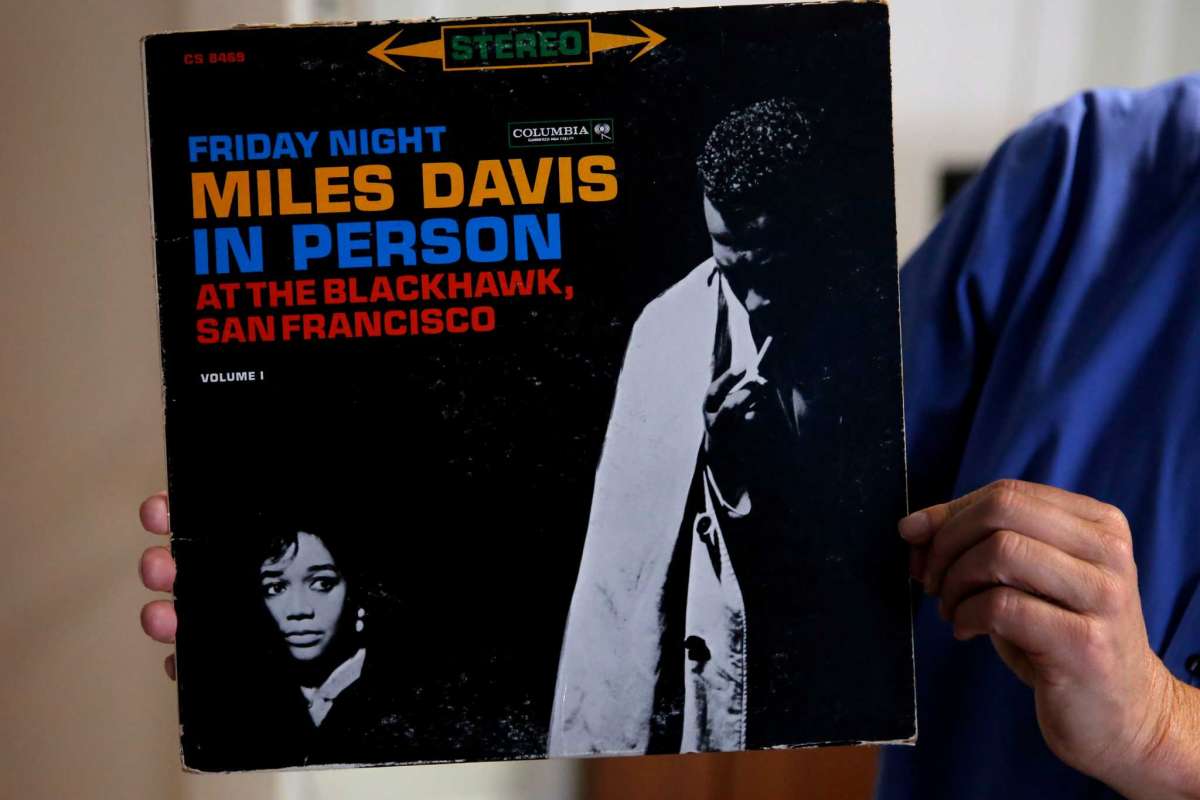 CS 8469
STEREO
COLUMBIA
FRIDAY NIGHT
MILES DAVIS
IN PERSON
AT THE BLACKHAWK,
SAN FRANCISCO
VOLUME I